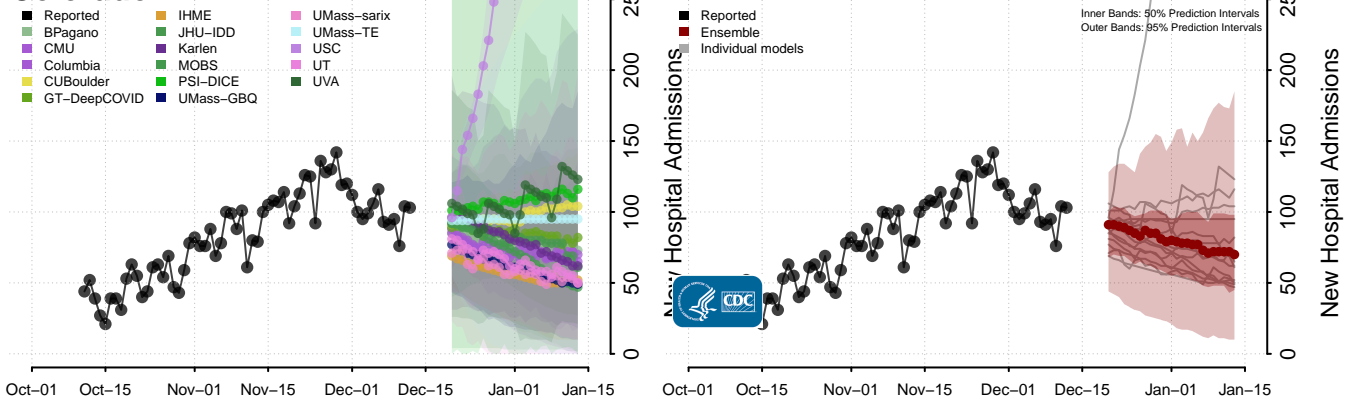 Reported
BPagano
CMU
Columbia
CUBoulder
GT−DeepCOVID
IHME
JHU−IDD
Karlen
MOBS
PSI−DICE
UMass−GBQ
UMass−sarix
UMass−TE
USC
UT
UVA
0
50
100
150
200
Oct−01
Oct−15
Nov−01
Nov−15
Dec−01
Dec−15
Jan−01
Jan−15
New Hospital Admissions
Reported
Ensemble
Individual models
Inner Bands: 50% Prediction Intervals
Outer Bands: 95% Prediction Intervals
CDC
0
50
100
150
200
Oct−01
Oct−15
Nov−01
Nov−15
Dec−01
Dec−15
Jan−01
Jan−15
New Hospital Admissions